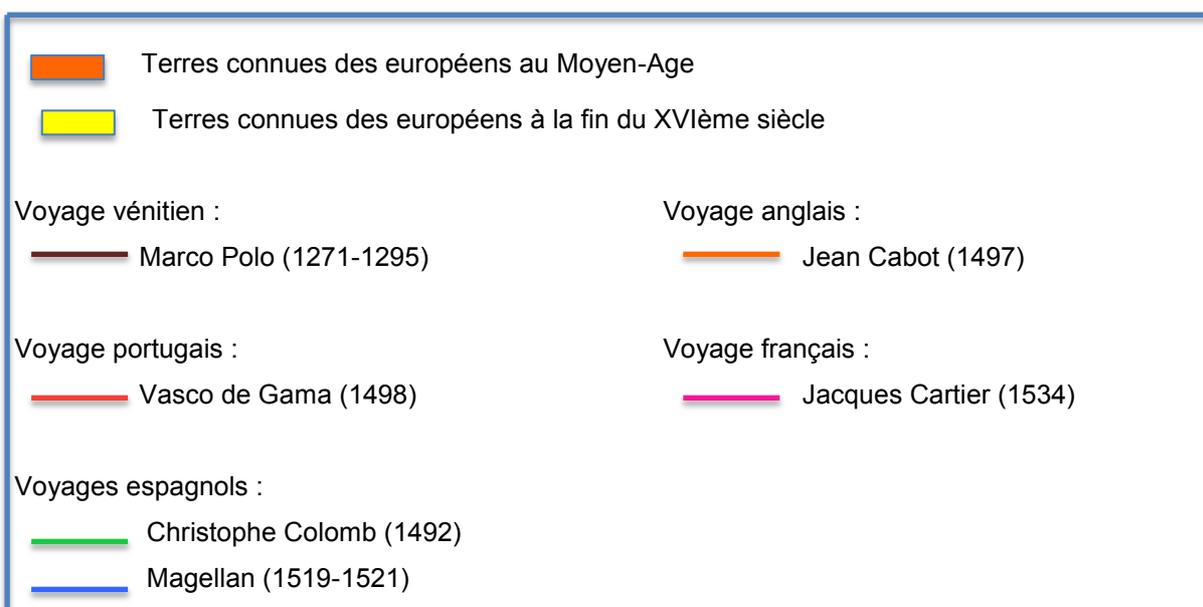 Terres connues des européens au Moyen-Age
Terres connues des européens à la fin du XVIème siècle
Voyage vénitien :
Marco Polo (1271-1295)
Voyage anglais :
Jean Cabot (1497)
Voyage portugais :
Vasco de Gama (1498)
Voyage français :
Jacques Cartier (1534)
Voyages espagnols :
Christophe Colomb (1492)
Magellan (1519-1521)